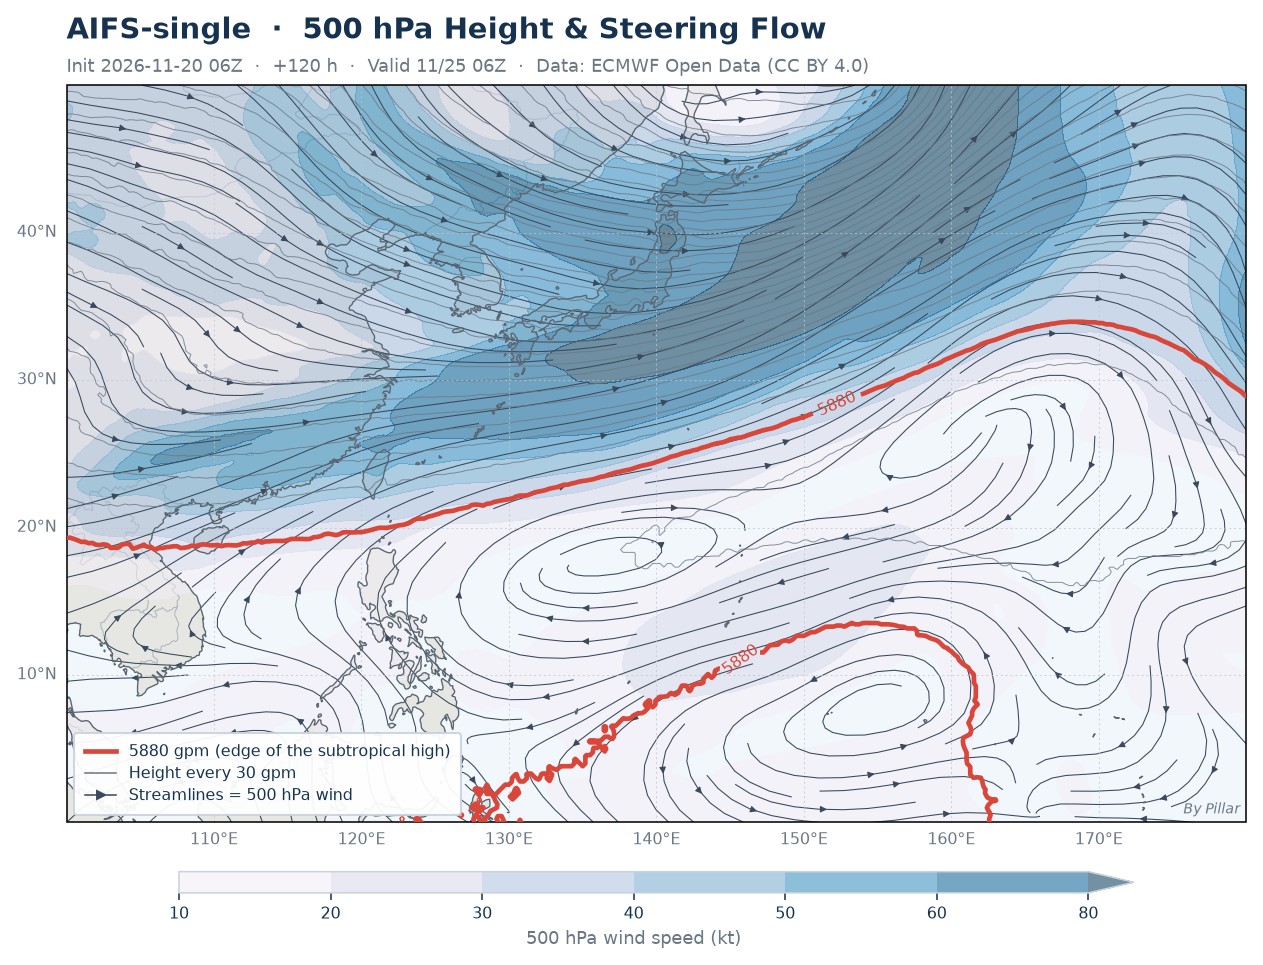 AIFS-single · 500 hPa Height & Steering Flow
Init 2026-11-20 06Z · +120 h · Valid 11/25 06Z · Data: ECMWF Open Data (CC BY 4.0)
40°N
30°N
20°N
10°N
5880
5880
5880 gpm (edge of the subtropical high)
Height every 30 gpm
Streamlines = 500 hPa wind
By Pillar
110°E 120°E 130°E 140°E 150°E 160°E 170°E
10 20 30 40 50 60 80
500 hPa wind speed (kt)